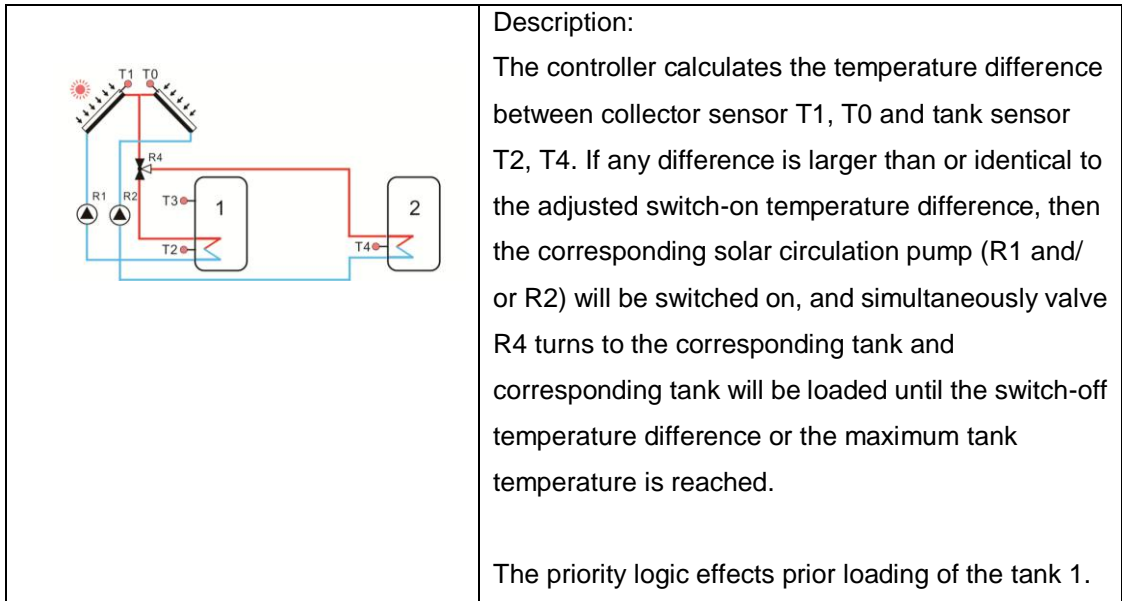 T1 T0
R4
R1 R2
T3 1 2
T2 T4
Description:
The controller calculates the temperature difference
between collector sensor T1, T0 and tank sensor
T2, T4. If any difference is larger than or identical to
the adjusted switch-on temperature difference, then
the corresponding solar circulation pump (R1 and/
or R2) will be switched on, and simultaneously valve
R4 turns to the corresponding tank and
corresponding tank will be loaded until the switch-off
temperature difference or the maximum tank
temperature is reached.
The priority logic effects prior loading of the tank 1.